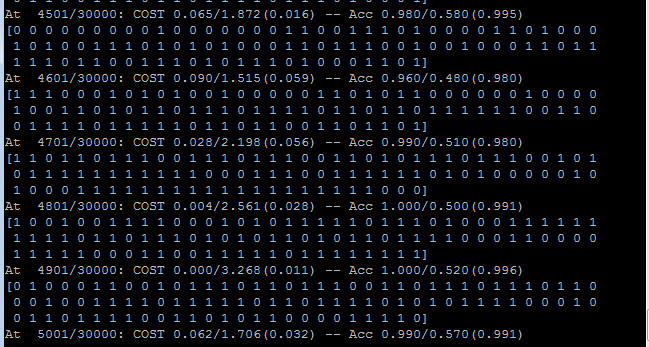 At  4501/30000: COST 0.065/1.872(0.016) -- Acc 0.980/0.580(0.995)
[0 0 0 0 0 0 0 0 1 0 0 0 0 0 0 0 1 1 0 0 1 1 1 0 1 0 0 0 0 1 1 0 1 0 0 0 0
 1 0 1 0 0 1 1 1 0 1 0 1 1 0 1 0 1 0 1 0 0 1 1 0 0 1 0 0 1 0 0 0 1 1 0 1 1
 1 1 1 0 1 1 0 0 1 1 0 1 1 0 1 0 0 0 0 0 1 1 0 0 0 1]
At  4601/30000: COST 0.090/1.515(0.059) -- Acc 0.960/0.480(0.980)
[1 1 1 0 0 0 1 0 1 0 1 0 0 0 0 0 0 1 1 0 1 0 1 1 0 0 0 0 0 0 1 0 0 0 0
 1 0 0 1 1 0 1 0 1 1 1 0 1 1 1 1 0 1 1 0 1 1 0 1 1 1 1 1 1 0 0 1 1 0 0
 0 1 1 1 1 0 1 1 1 1 1 0 1 1 0 1 1 0 0 1 1 0 1 1 0 1]
At  4701/30000: COST 0.028/2.198(0.056) -- Acc 0.990/0.510(0.980)
[1 1 0 1 1 0 1 1 1 0 0 1 1 0 1 1 1 0 0 1 1 0 1 0 1 1 1 0 1 1 1 0 0 1 0 1
 0 1 1 1 1 1 1 1 1 1 1 0 0 1 1 1 0 1 1 1 1 1 1 1 0 1 0 1 0 0 0 0 0 1 0
 1 0 0 0 1 1 1 1 1 1 1 1 1 1 1 1 1 1 1 1 1 1 0 0 0]
At  4801/30000: COST 0.004/2.561(0.028) -- Acc 1.000/0.500(0.991)
[1 0 0 1 0 0 1 1 1 1 0 0 1 0 1 0 1 1 1 1 1 0 1 1 1 0 1 0 0 0 1 1 1 1 1 1
 1 1 1 1 0 1 1 0 1 1 1 0 1 0 1 1 0 1 0 1 1 0 1 1 1 1 0 0 0 1 1 0 0 0 0
 1 1 1 1 1 0 0 0 1 1 0 1 1 1 1 0 1 1 0 1 1 1 1 1 1]
At  4901/30000: COST 0.000/3.268(0.011) -- Acc 1.000/0.520(0.996)
[0 1 0 0 0 1 1 0 1 1 1 0 1 1 0 0 1 1 1 0 1 1 0 1 0 1 1 1 0 1 1 1 0 1 1 0
 0 0 1 0 0 1 1 0 1 1 1 1 1 1 1 1 1 1 0 1 0 1 1 1 1 1 1 1 0 0 0 1 0 0
 0 1 1 0 1 1 1 1 0 0 1 1 0 1 0 1 1 0 0 0 0 1 1 1 1 0]
At  5001/30000: COST 0.062/1.706(0.032) -- Acc 0.990/0.570(0.991)